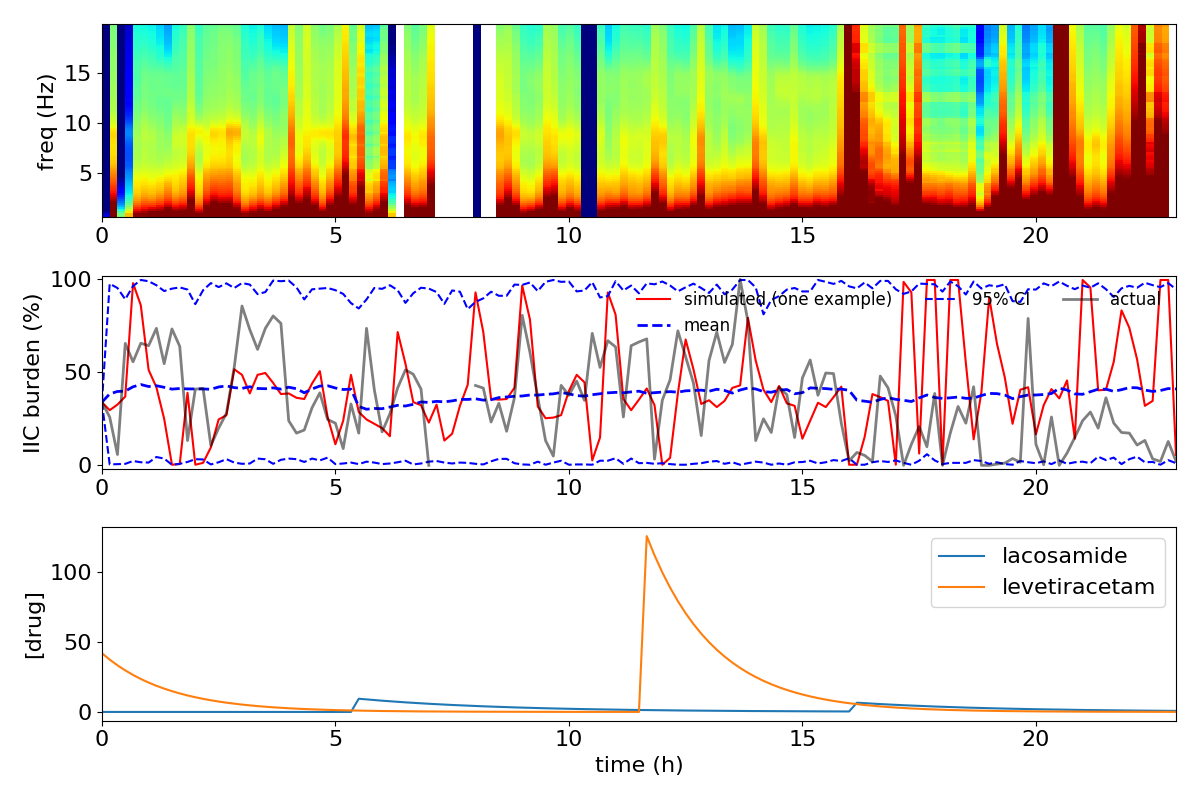 freq (Hz)
15
10
5
0 5 10 15 20
IIC burden (%)
100
50
0
simulated (one example) 95% CI actual
mean
0 5 10 15 20
[drug]
100
50
0
lacosamide
levetiracetam
0 5 10 15 20
time (h)